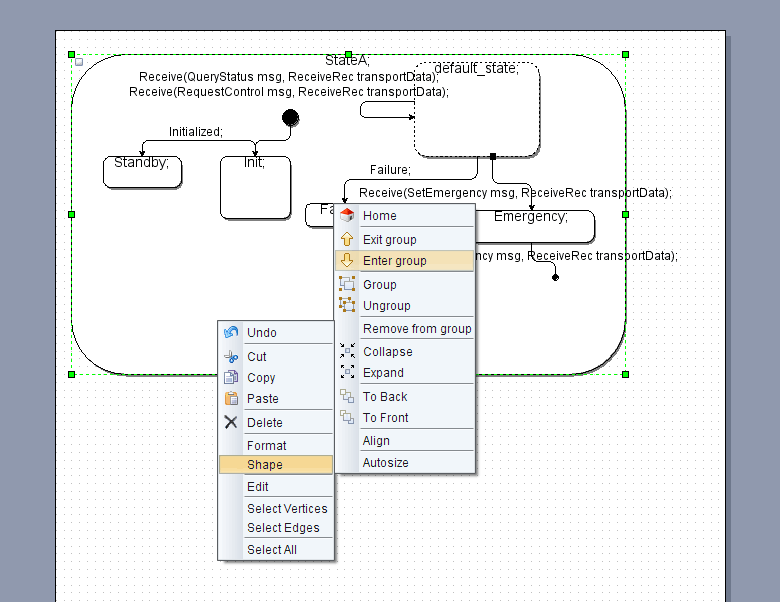 StateA;
default_state;
Receive(QueryStatus msg, ReceiveRec transportData);
Receive(RequestControl msg, ReceiveRec transportData);
Initialized;
Standby;
Init;
Failure;
Receive(SetEmergency msg, ReceiveRec transportData);
Fa
Emergency;
ncy msg, ReceiveRec transportData);
Home
Exit group
Enter group
Group
Ungroup
Remove from group
Collapse
Expand
To Back
To Front
Align
Autosize
Undo
Cut
Copy
Paste
Delete
Format
Shape
Edit
Select Vertices
Select Edges
Select All